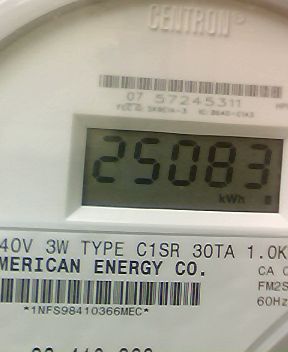 CENTRON®
07 57245311
25083
kWh
40V 3W TYPE C1SR 30TA 1.0K
MERICAN ENERGY CO.
CA 0
FM2S
60Hz
*1NFS98410366MEC*